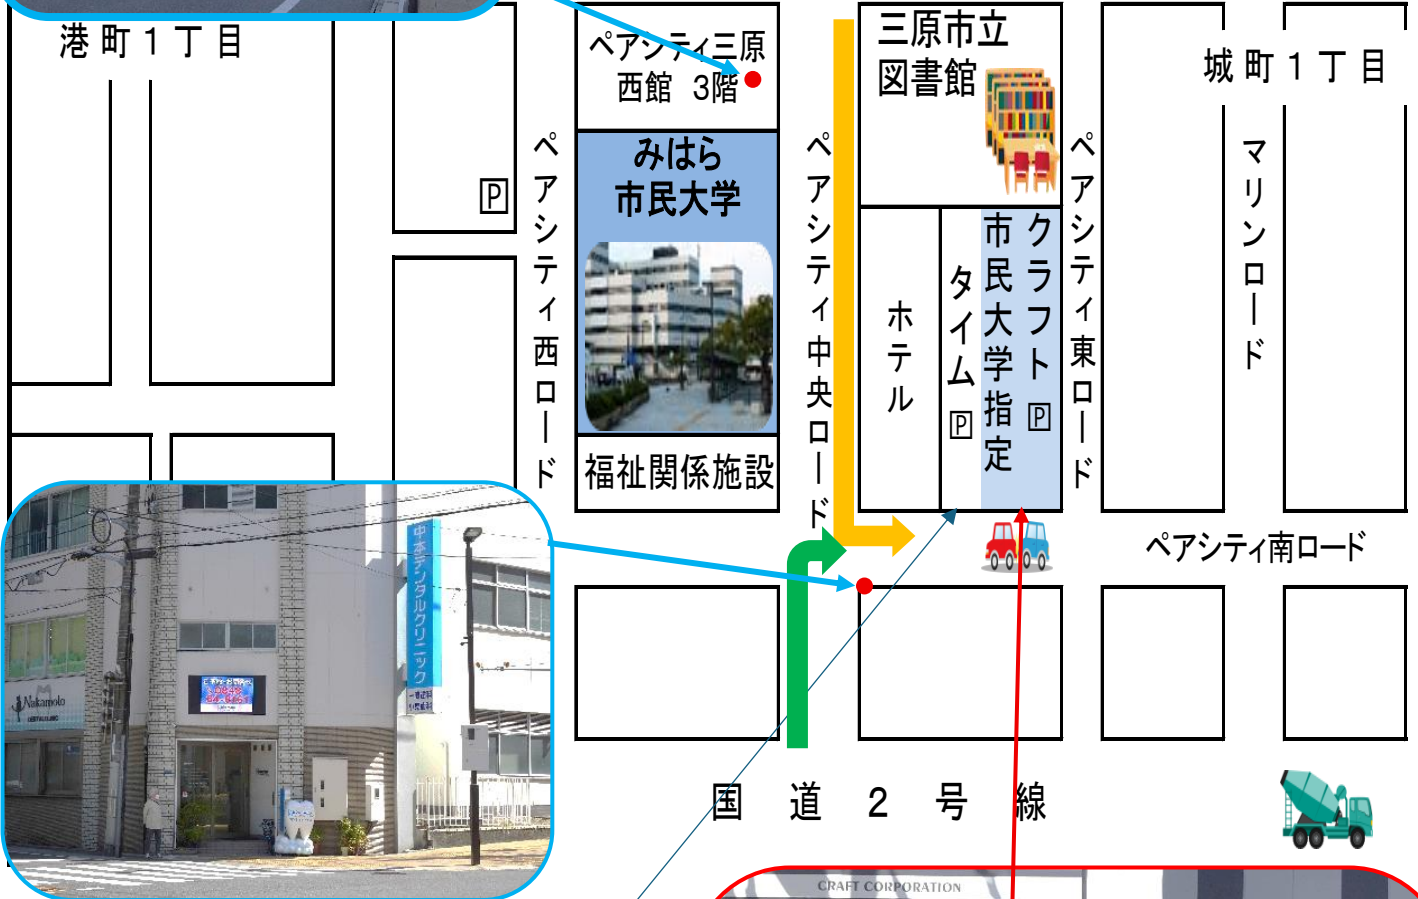 港町１丁目
ペアシティ三原
西館 3階
三原市立
図書館
城町１丁目
みはら
市民大学
P
ペアシティ西ロード
ペアシティ中央ロード
ペアシティ東ロード
マリンロード
ホテル
タイムP
市民大学指定
クラフトP
福祉関係施設
ペアシティ南ロード
中本デンタルクリニック
Nakamoto
国道２号線
CRAFT CORPORATION